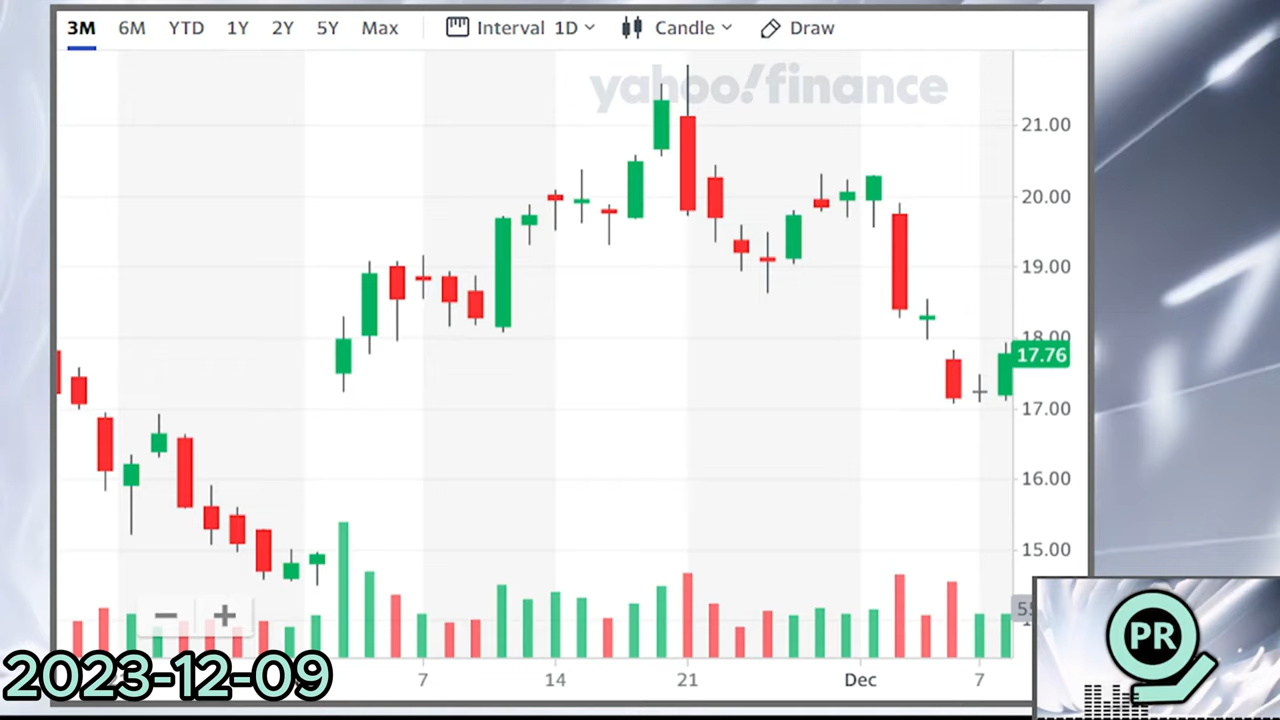 3M 6M YTD 1Y 2Y 5Y Max Interval 1D Candle Draw
yahoo!finance
21.00
20.00
19.00
18.00
17.76
17.00
16.00
15.00
− +
7 14 21 Dec 7
2023-12-09
PR